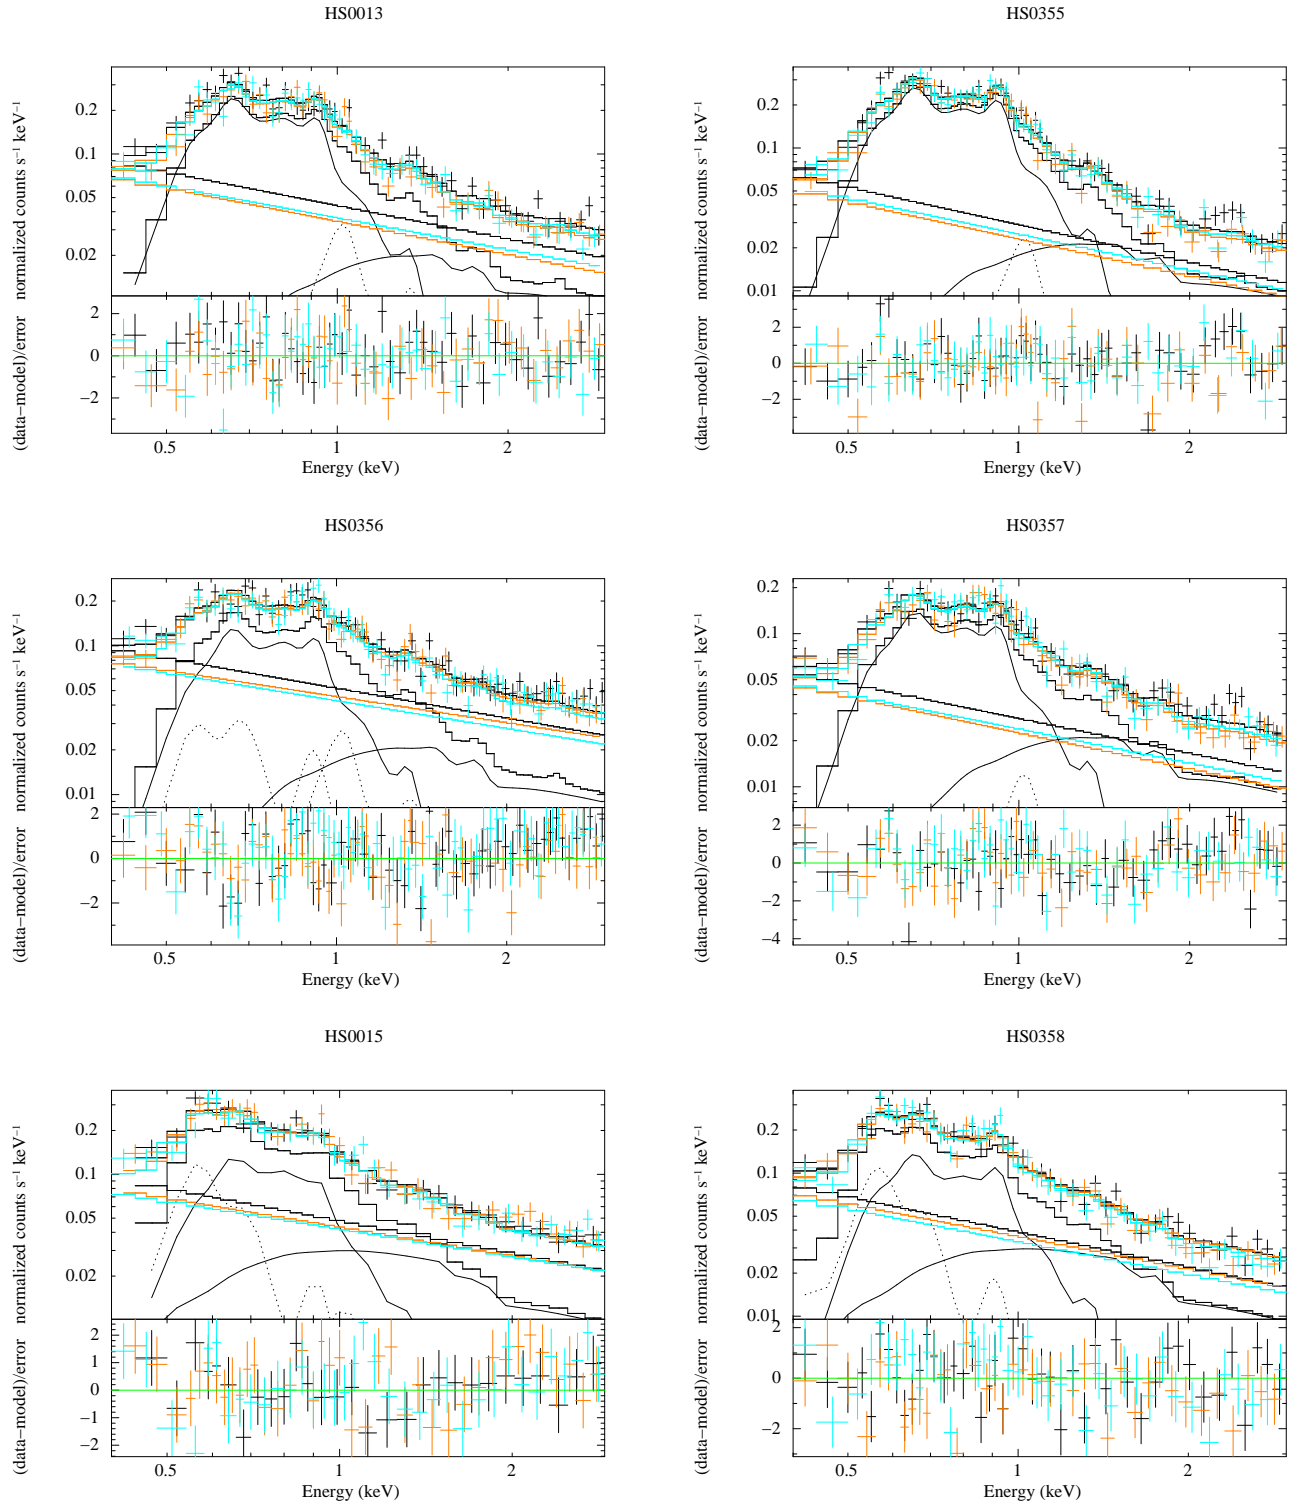 HS0013
normalized counts s⁻¹ keV⁻¹
0.2
0.1
0.05
0.02
(data−model)/error
2
0
−2
0.5 1 2
Energy (keV)
HS0355
normalized counts s⁻¹ keV⁻¹
0.2
0.1
0.05
0.02
0.01
(data−model)/error
2
0
−2
0.5 1 2
Energy (keV)
HS0356
normalized counts s⁻¹ keV⁻¹
0.2
0.1
0.05
0.02
0.01
(data−model)/error
2
0
−2
0.5 1 2
Energy (keV)
HS0357
normalized counts s⁻¹ keV⁻¹
0.2
0.1
0.05
0.02
0.01
(data−model)/error
2
0
−2
−4
0.5 1 2
Energy (keV)
HS0015
normalized counts s⁻¹ keV⁻¹
0.2
0.1
0.05
0.02
(data−model)/error
2
1
0
−1
−2
0.5 1 2
Energy (keV)
HS0358
normalized counts s⁻¹ keV⁻¹
0.2
0.1
0.05
0.02
0.01
(data−model)/error
2
0
−2
0.5 1 2
Energy (keV)